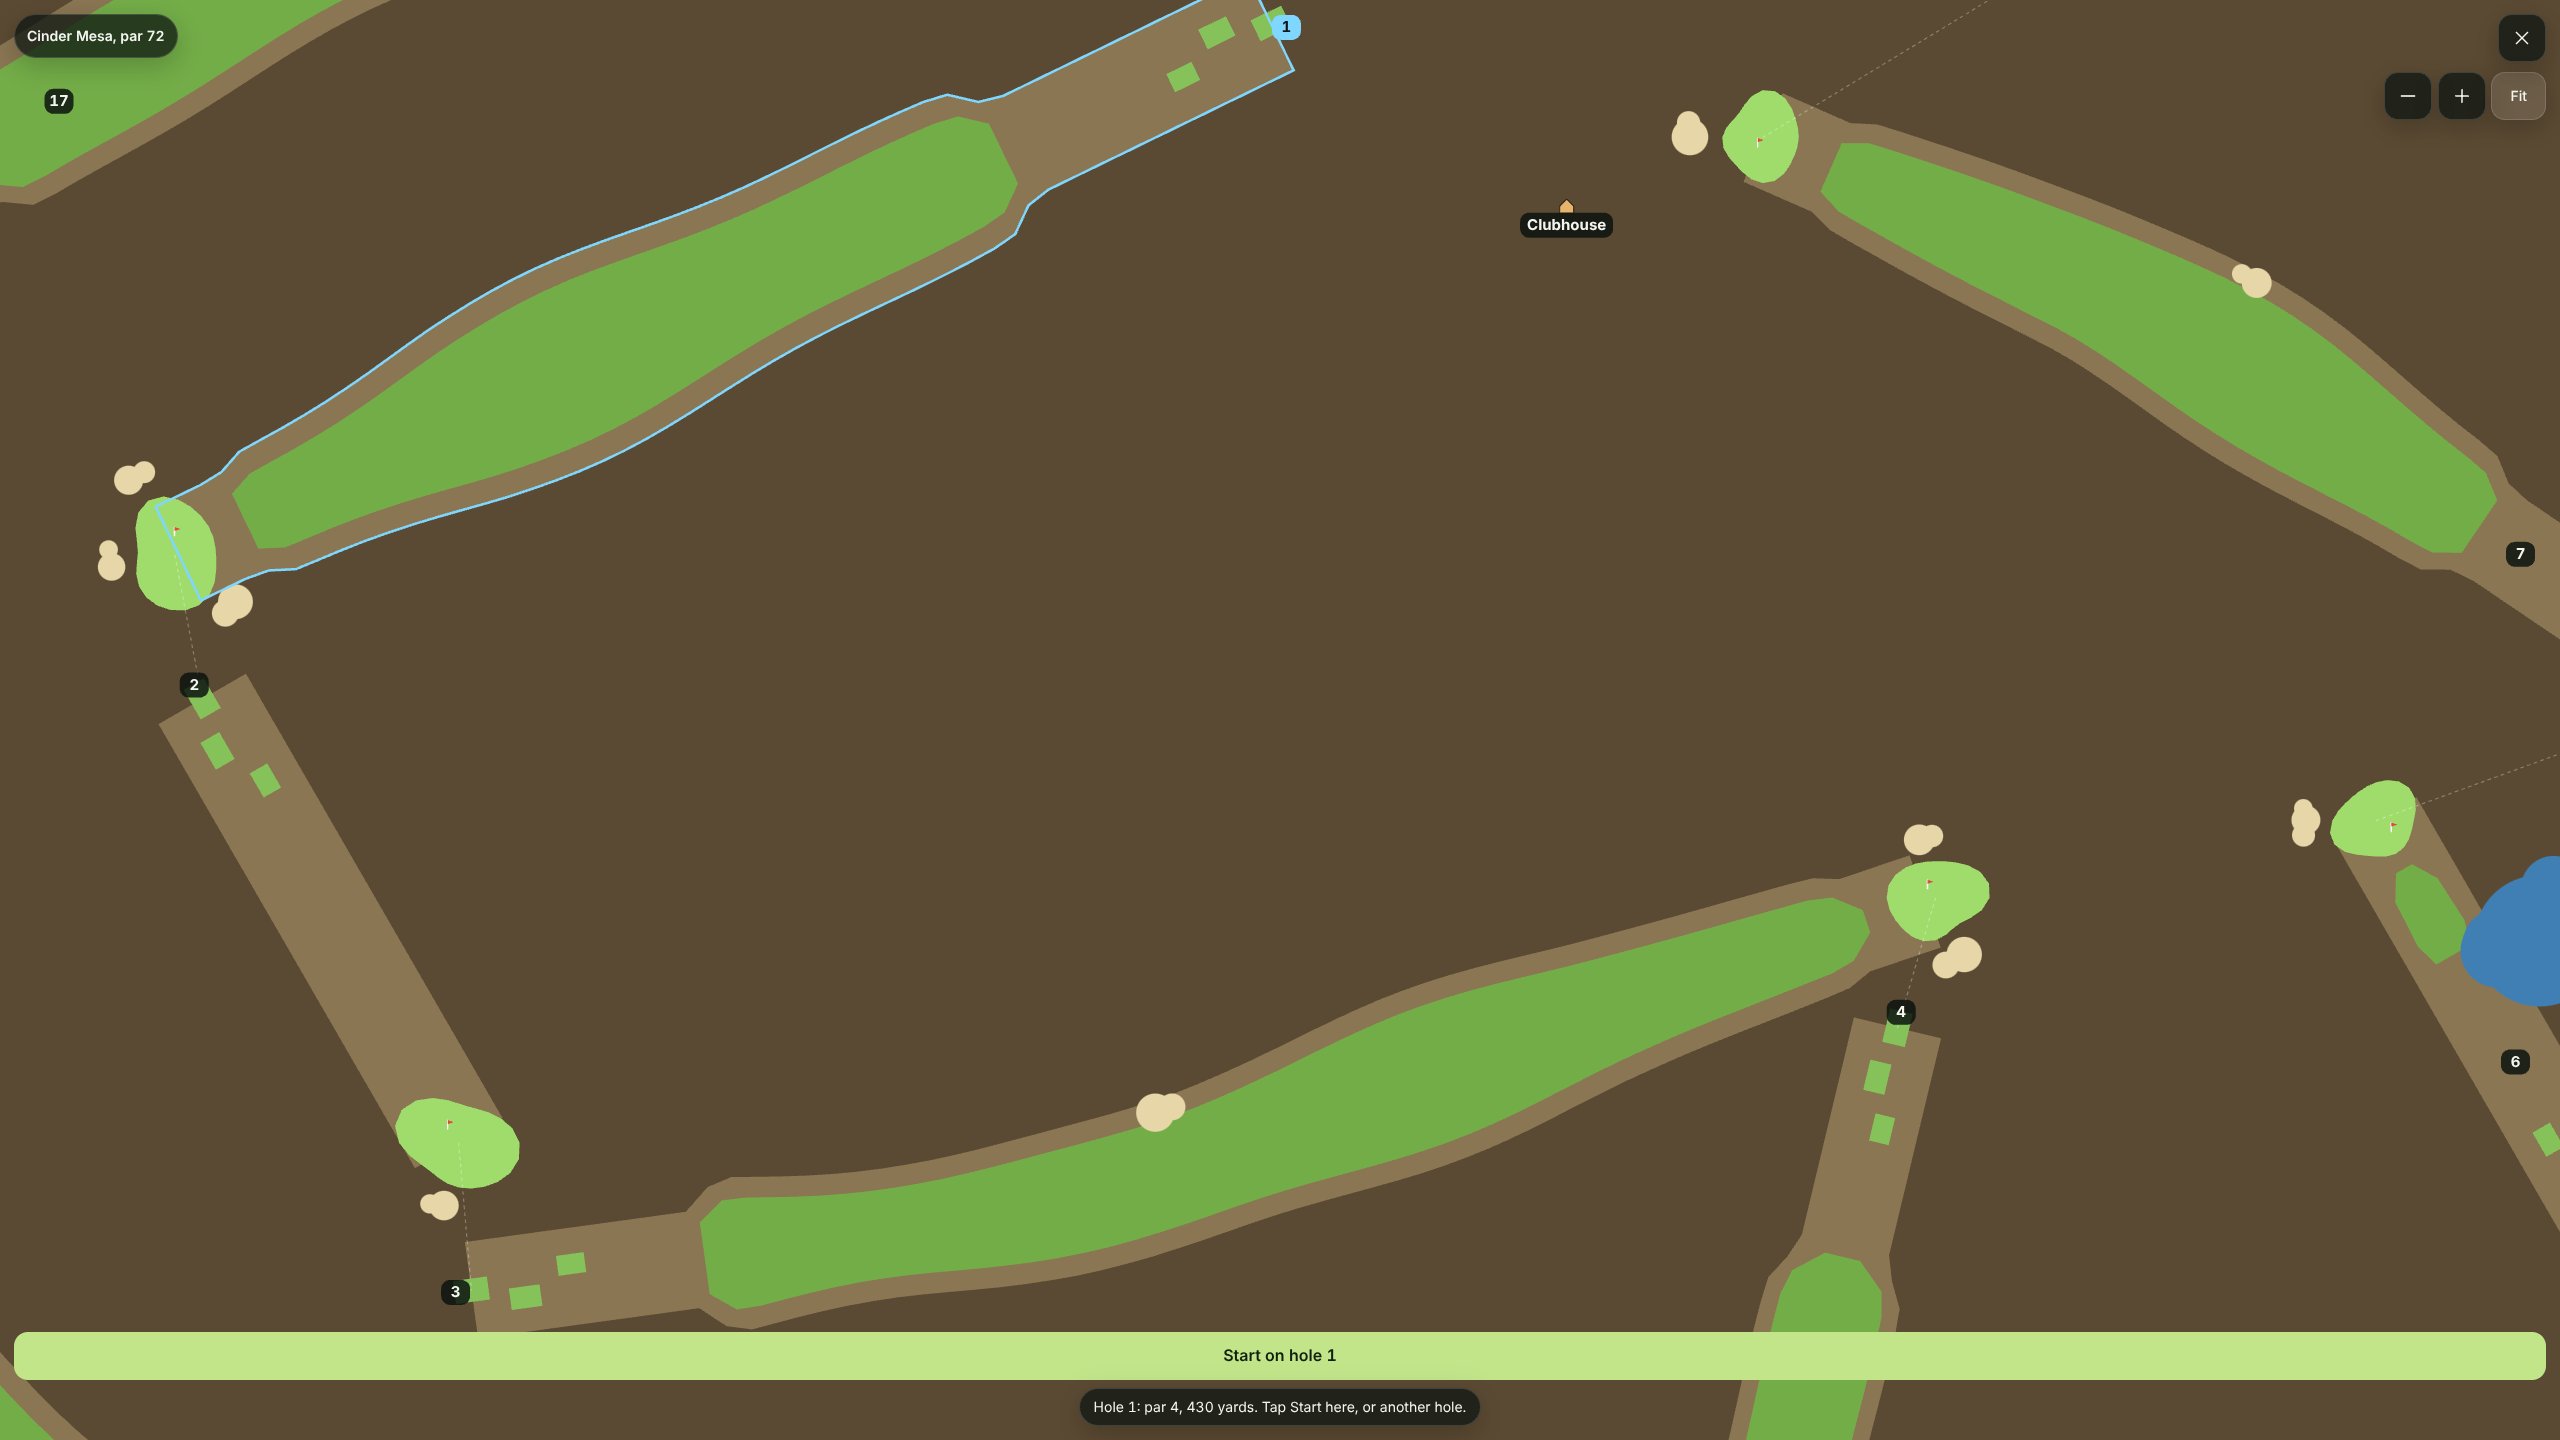 Cinder Mesa, par 72
1
Fit
17
Clubhouse
7
2
4
6
3
Start on hole 1
Hole 1: par 4, 430 yards. Tap Start here, or another hole.